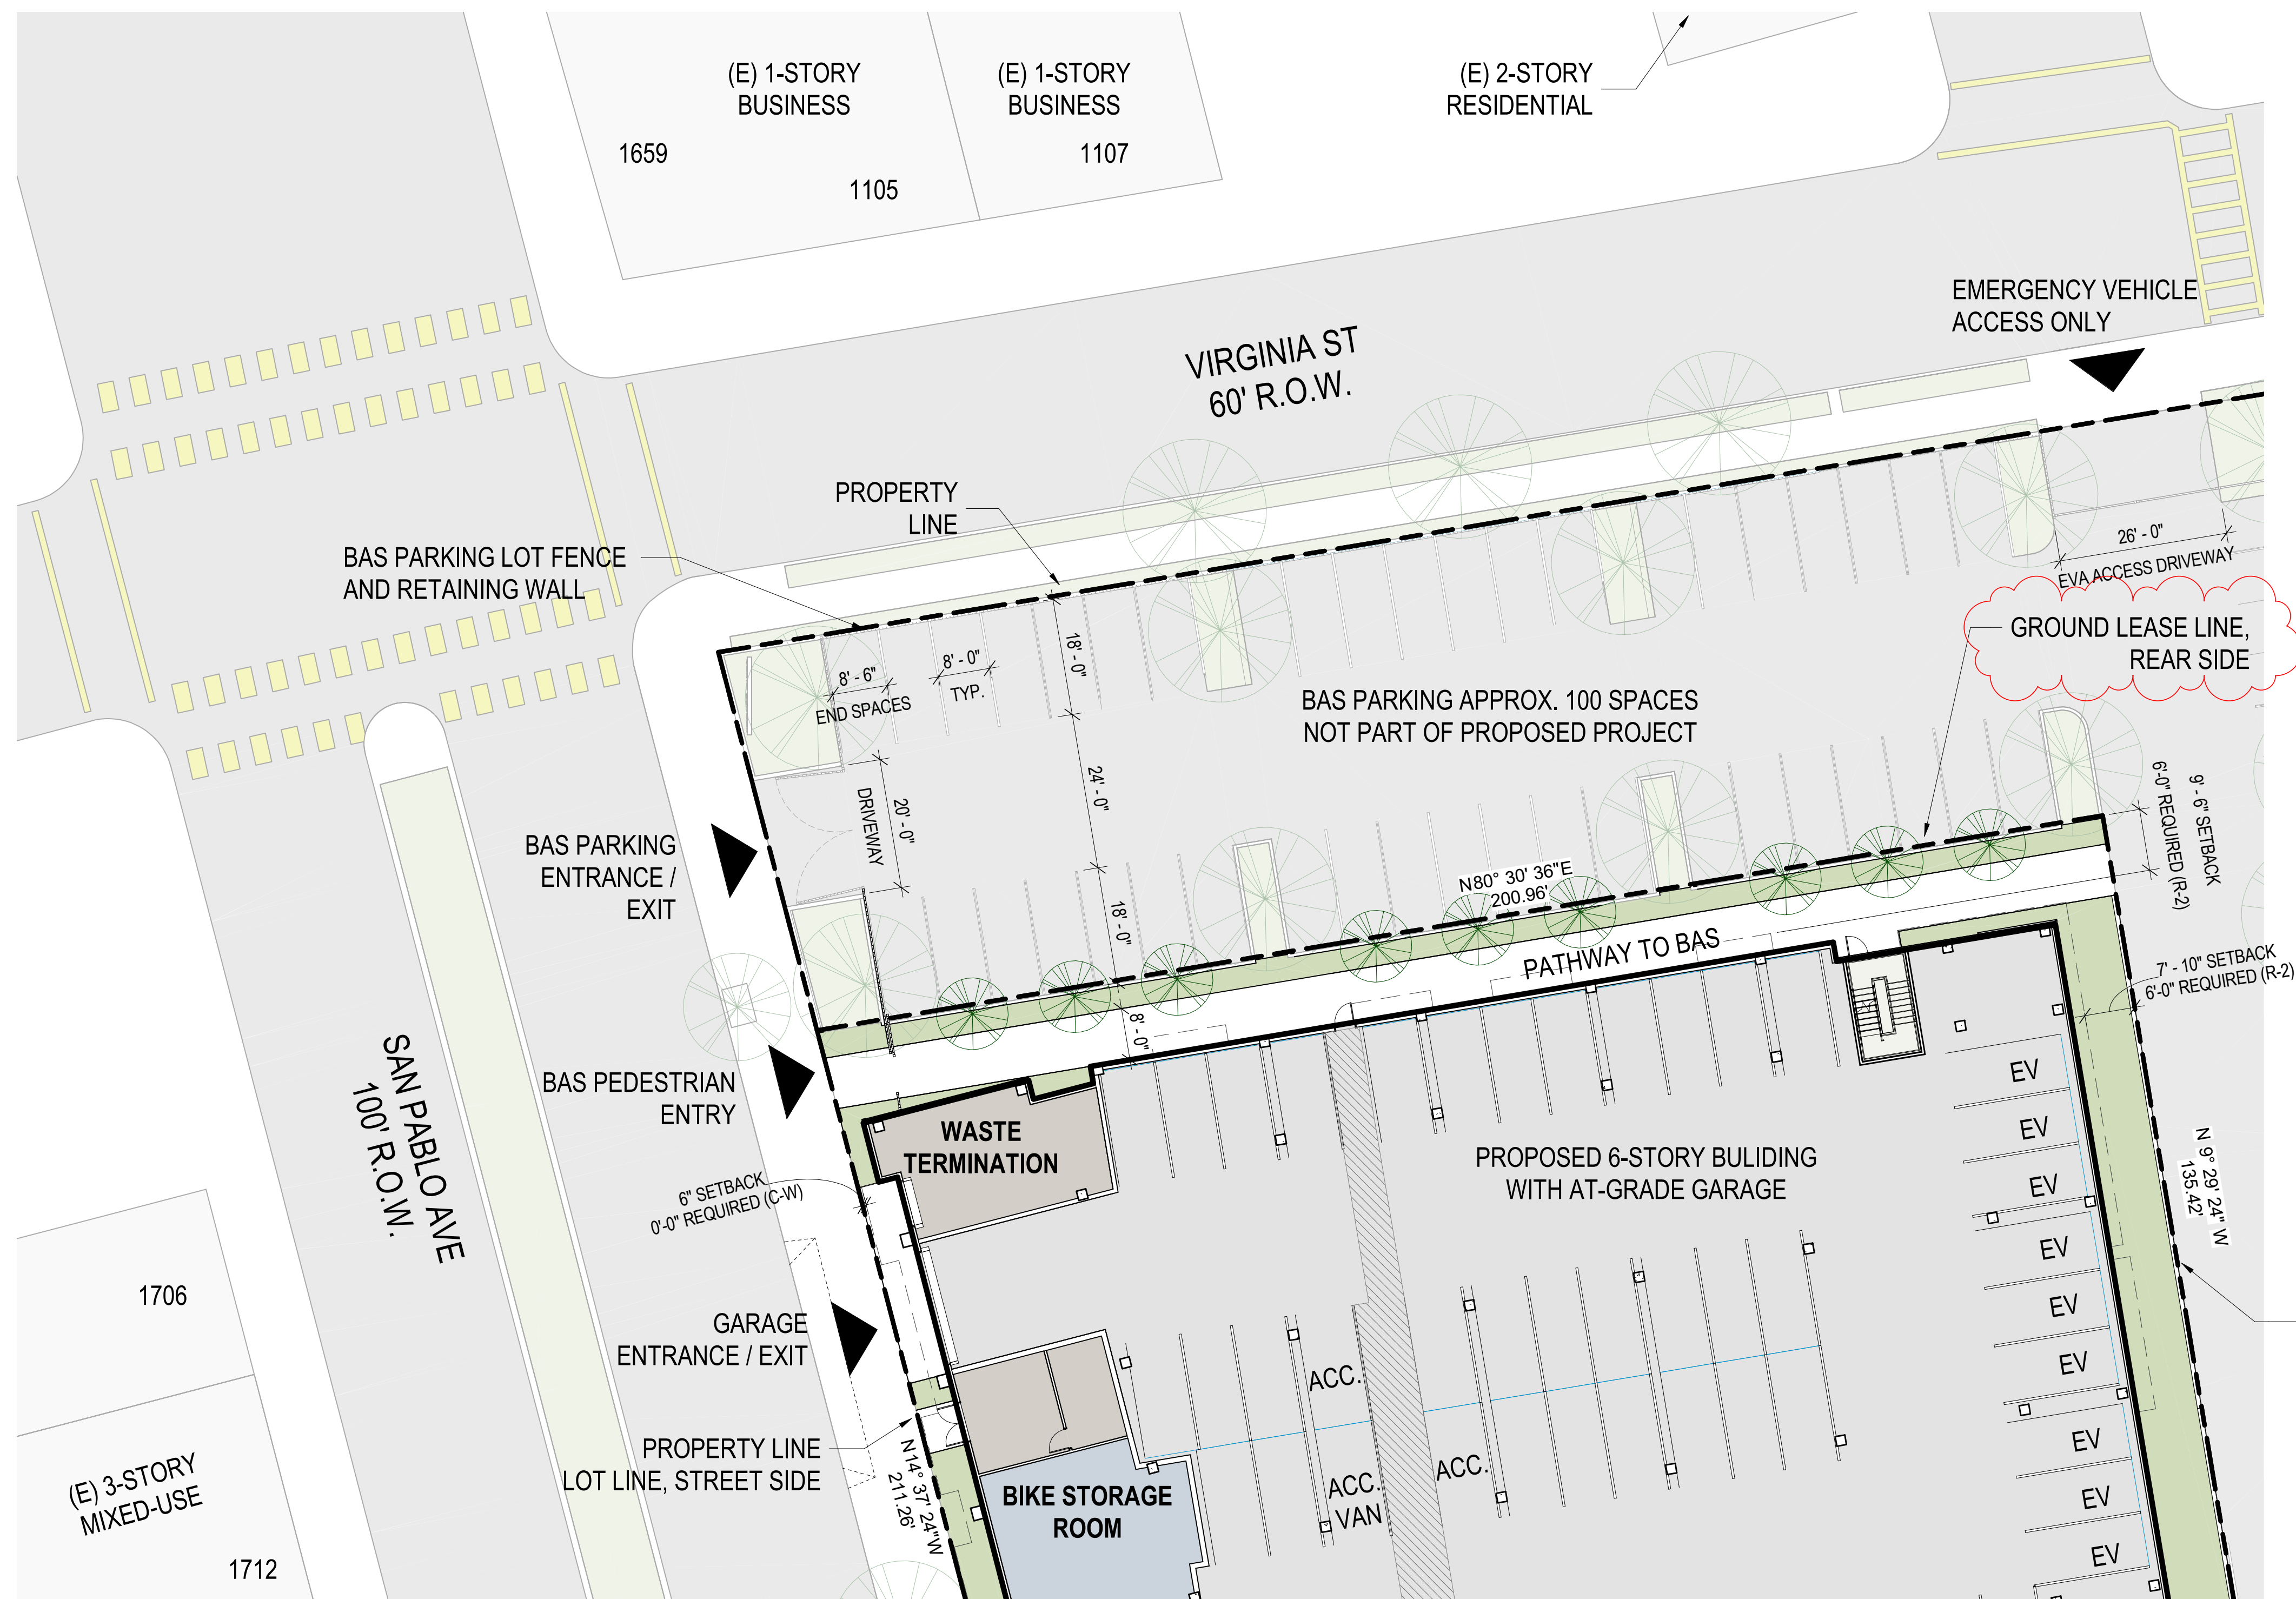 (E) 1-STORY
BUSINESS
(E) 1-STORY
BUSINESS
(E) 2-STORY
RESIDENTIAL
1659
1105
1107
EMERGENCY VEHICLE
ACCESS ONLY
VIRGINIA ST
60' R.O.W.
PROPERTY
LINE
BAS PARKING LOT FENCE
AND RETAINING WALL
26' - 0"
EVA ACCESS DRIVEWAY
GROUND LEASE LINE,
REAR SIDE
8' - 6"
END SPACES
8' - 0"
TYP.
18' - 0"
BAS PARKING APPROX. 100 SPACES
NOT PART OF PROPOSED PROJECT
24' - 0"
20' - 0"
DRIVEWAY
9' - 6" SETBACK
6'-0" REQUIRED (R-2)
BAS PARKING
ENTRANCE /
EXIT
18' - 0"
N80° 30' 36"E
200.96'
PATHWAY TO BAS
7' - 10" SETBACK
6'-0" REQUIRED (R-2)
8' - 0"
SAN PABLO AVE
100' R.O.W.
BAS PEDESTRIAN
ENTRY
WASTE
TERMINATION
PROPOSED 6-STORY BULIDING
WITH AT-GRADE GARAGE
6" SETBACK
0'-0" REQUIRED (C-W)
N 9° 29' 24" W
135.42'
EV
EV
EV
EV
EV
EV
EV
EV
EV
1706
GARAGE
ENTRANCE / EXIT
ACC.
ACC.
VAN
ACC.
PROPERTY LINE
LOT LINE, STREET SIDE
N14° 37' 24"W
211.26'
BIKE STORAGE
ROOM
(E) 3-STORY
MIXED-USE
1712